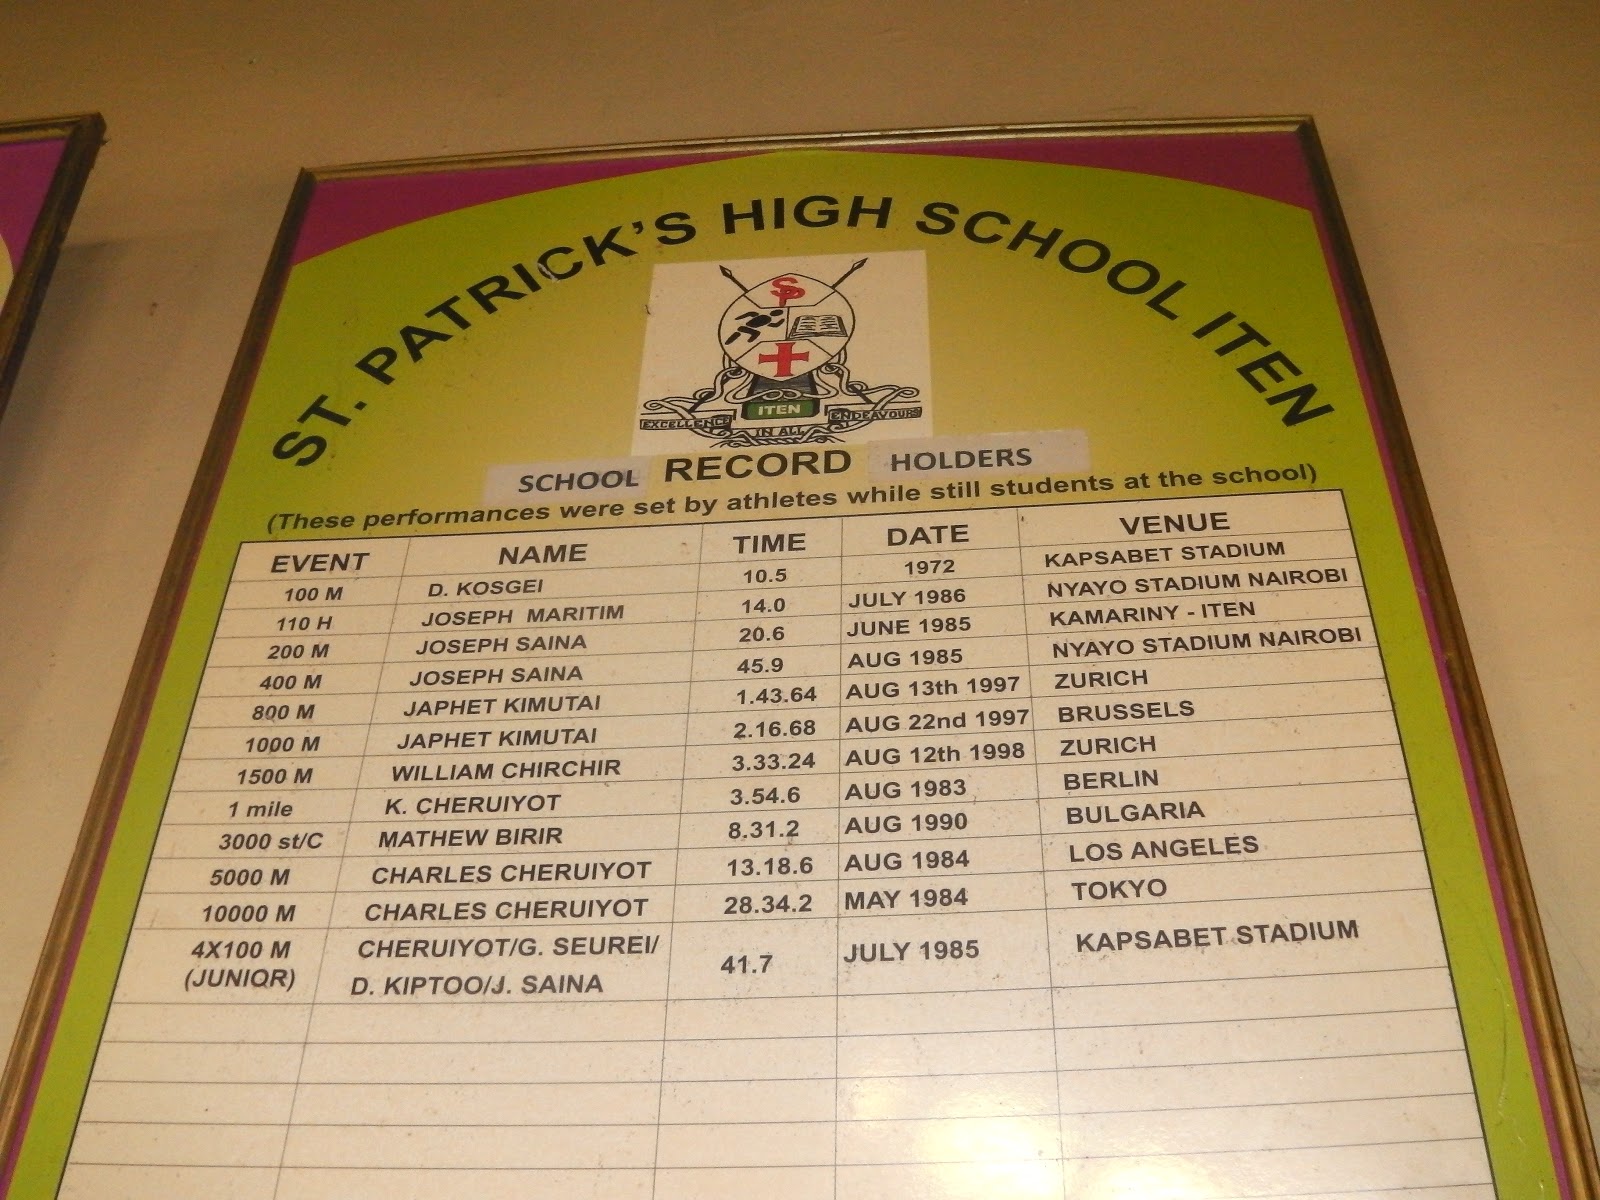 ST. PATRICK'S HIGH SCHOOL ITEN
SP
ITEN
EXCELLENCE IN ALL ENDEAVOURS
SCHOOL RECORD HOLDERS
(These performances were set by athletes while still students at the school)
EVENT NAME TIME DATE VENUE
100 M D. KOSGEI 10.5 1972 KAPSABET STADIUM
110 H JOSEPH MARITIM 14.0 JULY 1986 NYAYO STADIUM NAIROBI
200 M JOSEPH SAINA 20.6 JUNE 1985 KAMARINY - ITEN
400 M JOSEPH SAINA 45.9 AUG 1985 NYAYO STADIUM NAIROBI
800 M JAPHET KIMUTAI 1.43.64 AUG 13th 1997 ZURICH
1000 M JAPHET KIMUTAI 2.16.68 AUG 22nd 1997 BRUSSELS
1500 M WILLIAM CHIRCHIR 3.33.24 AUG 12th 1998 ZURICH
1 mile K. CHERUIYOT 3.54.6 AUG 1983 BERLIN
3000 st/C MATHEW BIRIR 8.31.2 AUG 1990 BULGARIA
5000 M CHARLES CHERUIYOT 13.18.6 AUG 1984 LOS ANGELES
10000 M CHARLES CHERUIYOT 28.34.2 MAY 1984 TOKYO
4X100 M CHERUIYOT/G. SEUREI/ 41.7 JULY 1985 KAPSABET STADIUM
(JUNIOR) D. KIPTOO/J. SAINA